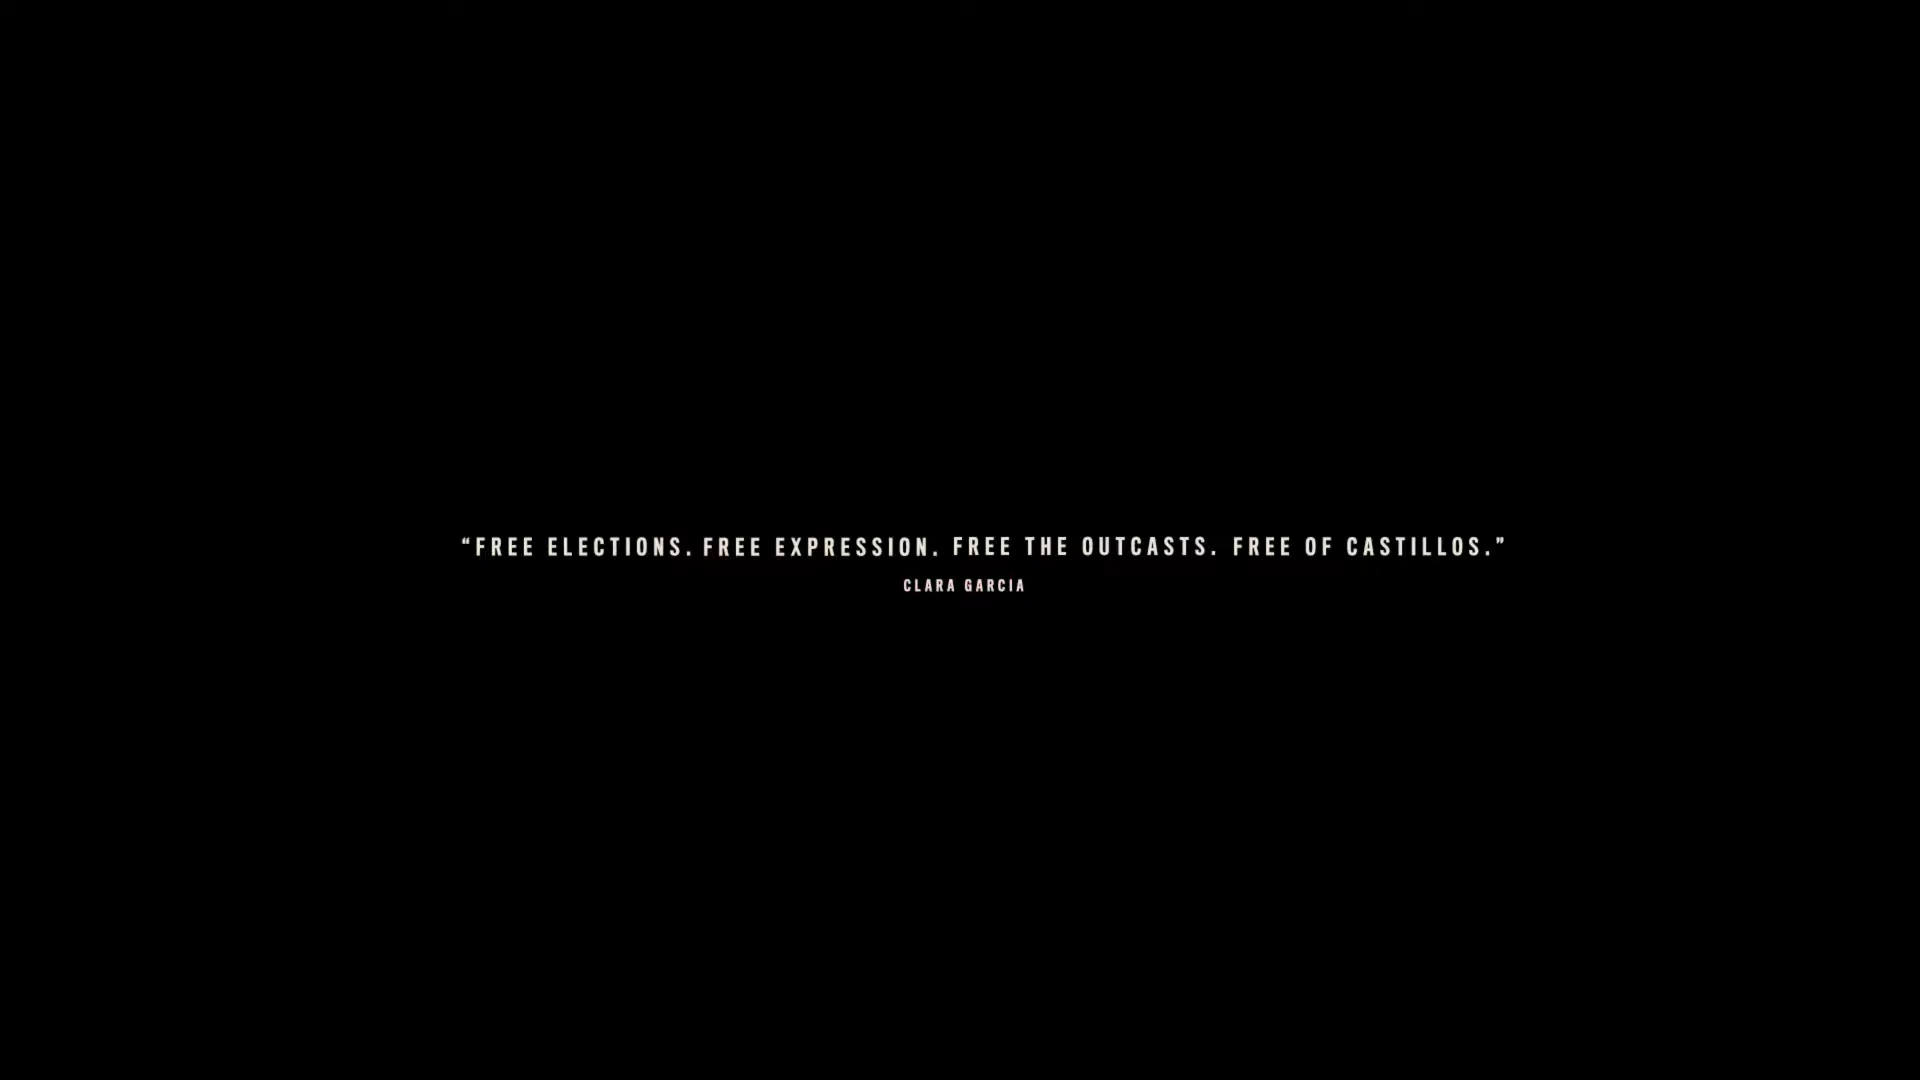 “FREE ELECTIONS. FREE EXPRESSION. FREE THE OUTCASTS. FREE OF CASTILLOS.”
CLARA GARCIA